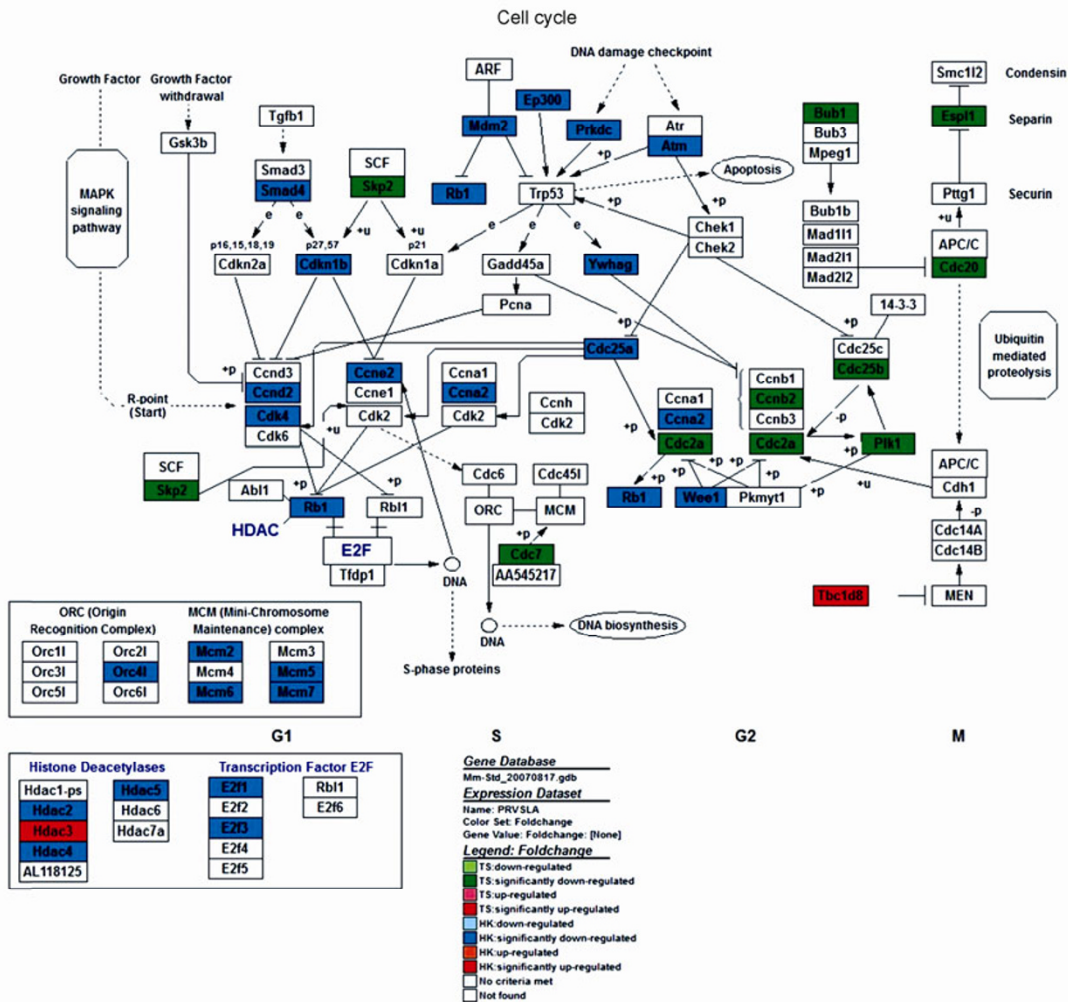 Cell cycle
Growth Factor
Growth Factor
withdrawal
Gsk3b
MAPK
signaling
pathway
R-point
(Start)
Tgfb1
Smad3
Smad4
e
e
SCF
Skp2
+u
+u
p16,15,18,19
Cdkn2a
p27,57
Cdkn1b
p21
Cdkn1a
ARF
Mdm2
Ep300
DNA damage checkpoint
Prkdc
Atr
Atm
+p
+p
Rb1
Trp53
Apoptosis
e
e
e
+p
Chek1
Chek2
Gadd45a
Ywhag
Pcna
Bub1
Bub3
Mpeg1
Bub1b
Mad1l1
Mad2l1
Mad2l2
Smc1l2
Condensin
Espl1
Separin
Pttg1
Securin
+u
APC/C
Cdc20
14-3-3
Ubiquitin
mediated
proteolysis
+p
+p
Cdc25a
Cdc25c
Cdc25b
+p
Ccnd3
Ccnd2
Cdk4
Cdk6
Ccne2
Ccne1
Cdk2
Ccna1
Ccna2
Cdk2
Ccnh
Cdk2
Ccna1
Ccna2
Cdc2a
Ccnb1
Ccnb2
Ccnb3
Cdc2a
-p
+p
Plk1
+p
+u
SCF
Skp2
Abl1
+p
+p
Rb1
Rbl1
HDAC
E2F
Tfdp1
DNA
Cdc6
Cdc45l
ORC
MCM
+p
Cdc7
AA545217
+p
+p
+p
+p
+p
+u
Rb1
Wee1
Pkmyt1
APC/C
Cdh1
-p
Cdc14A
Cdc14B
Tbc1d8
MEN
DNA
DNA biosynthesis
S-phase proteins
ORC (Origin
Recognition Complex)
MCM (Mini-Chromosome
Maintenance) complex
Orc1l
Orc2l
Mcm2
Mcm3
Orc3l
Orc4l
Mcm4
Mcm5
Orc5l
Orc6l
Mcm6
Mcm7
G1
S
G2
M
Histone Deacetylases
Transcription Factor E2F
Hdac1-ps
Hdac5
E2f1
Rbl1
Hdac2
Hdac6
E2f2
E2f6
Hdac3
Hdac7a
E2f3
Hdac4
E2f4
AL118125
E2f5
Gene Database
Mm-Std_20070817.gdb
Expression Dataset
Name: PRVSLA
Color Set: Foldchange
Gene Value: Foldchange: [None]
Legend: Foldchange
TS:down-regulated
TS:significantly down-regulated
TS:up-regulated
TS:significantly up-regulated
HK:down-regulated
HK:significantly down-regulated
HK:up-regulated
HK:significantly up-regulated
No criteria met
Not found